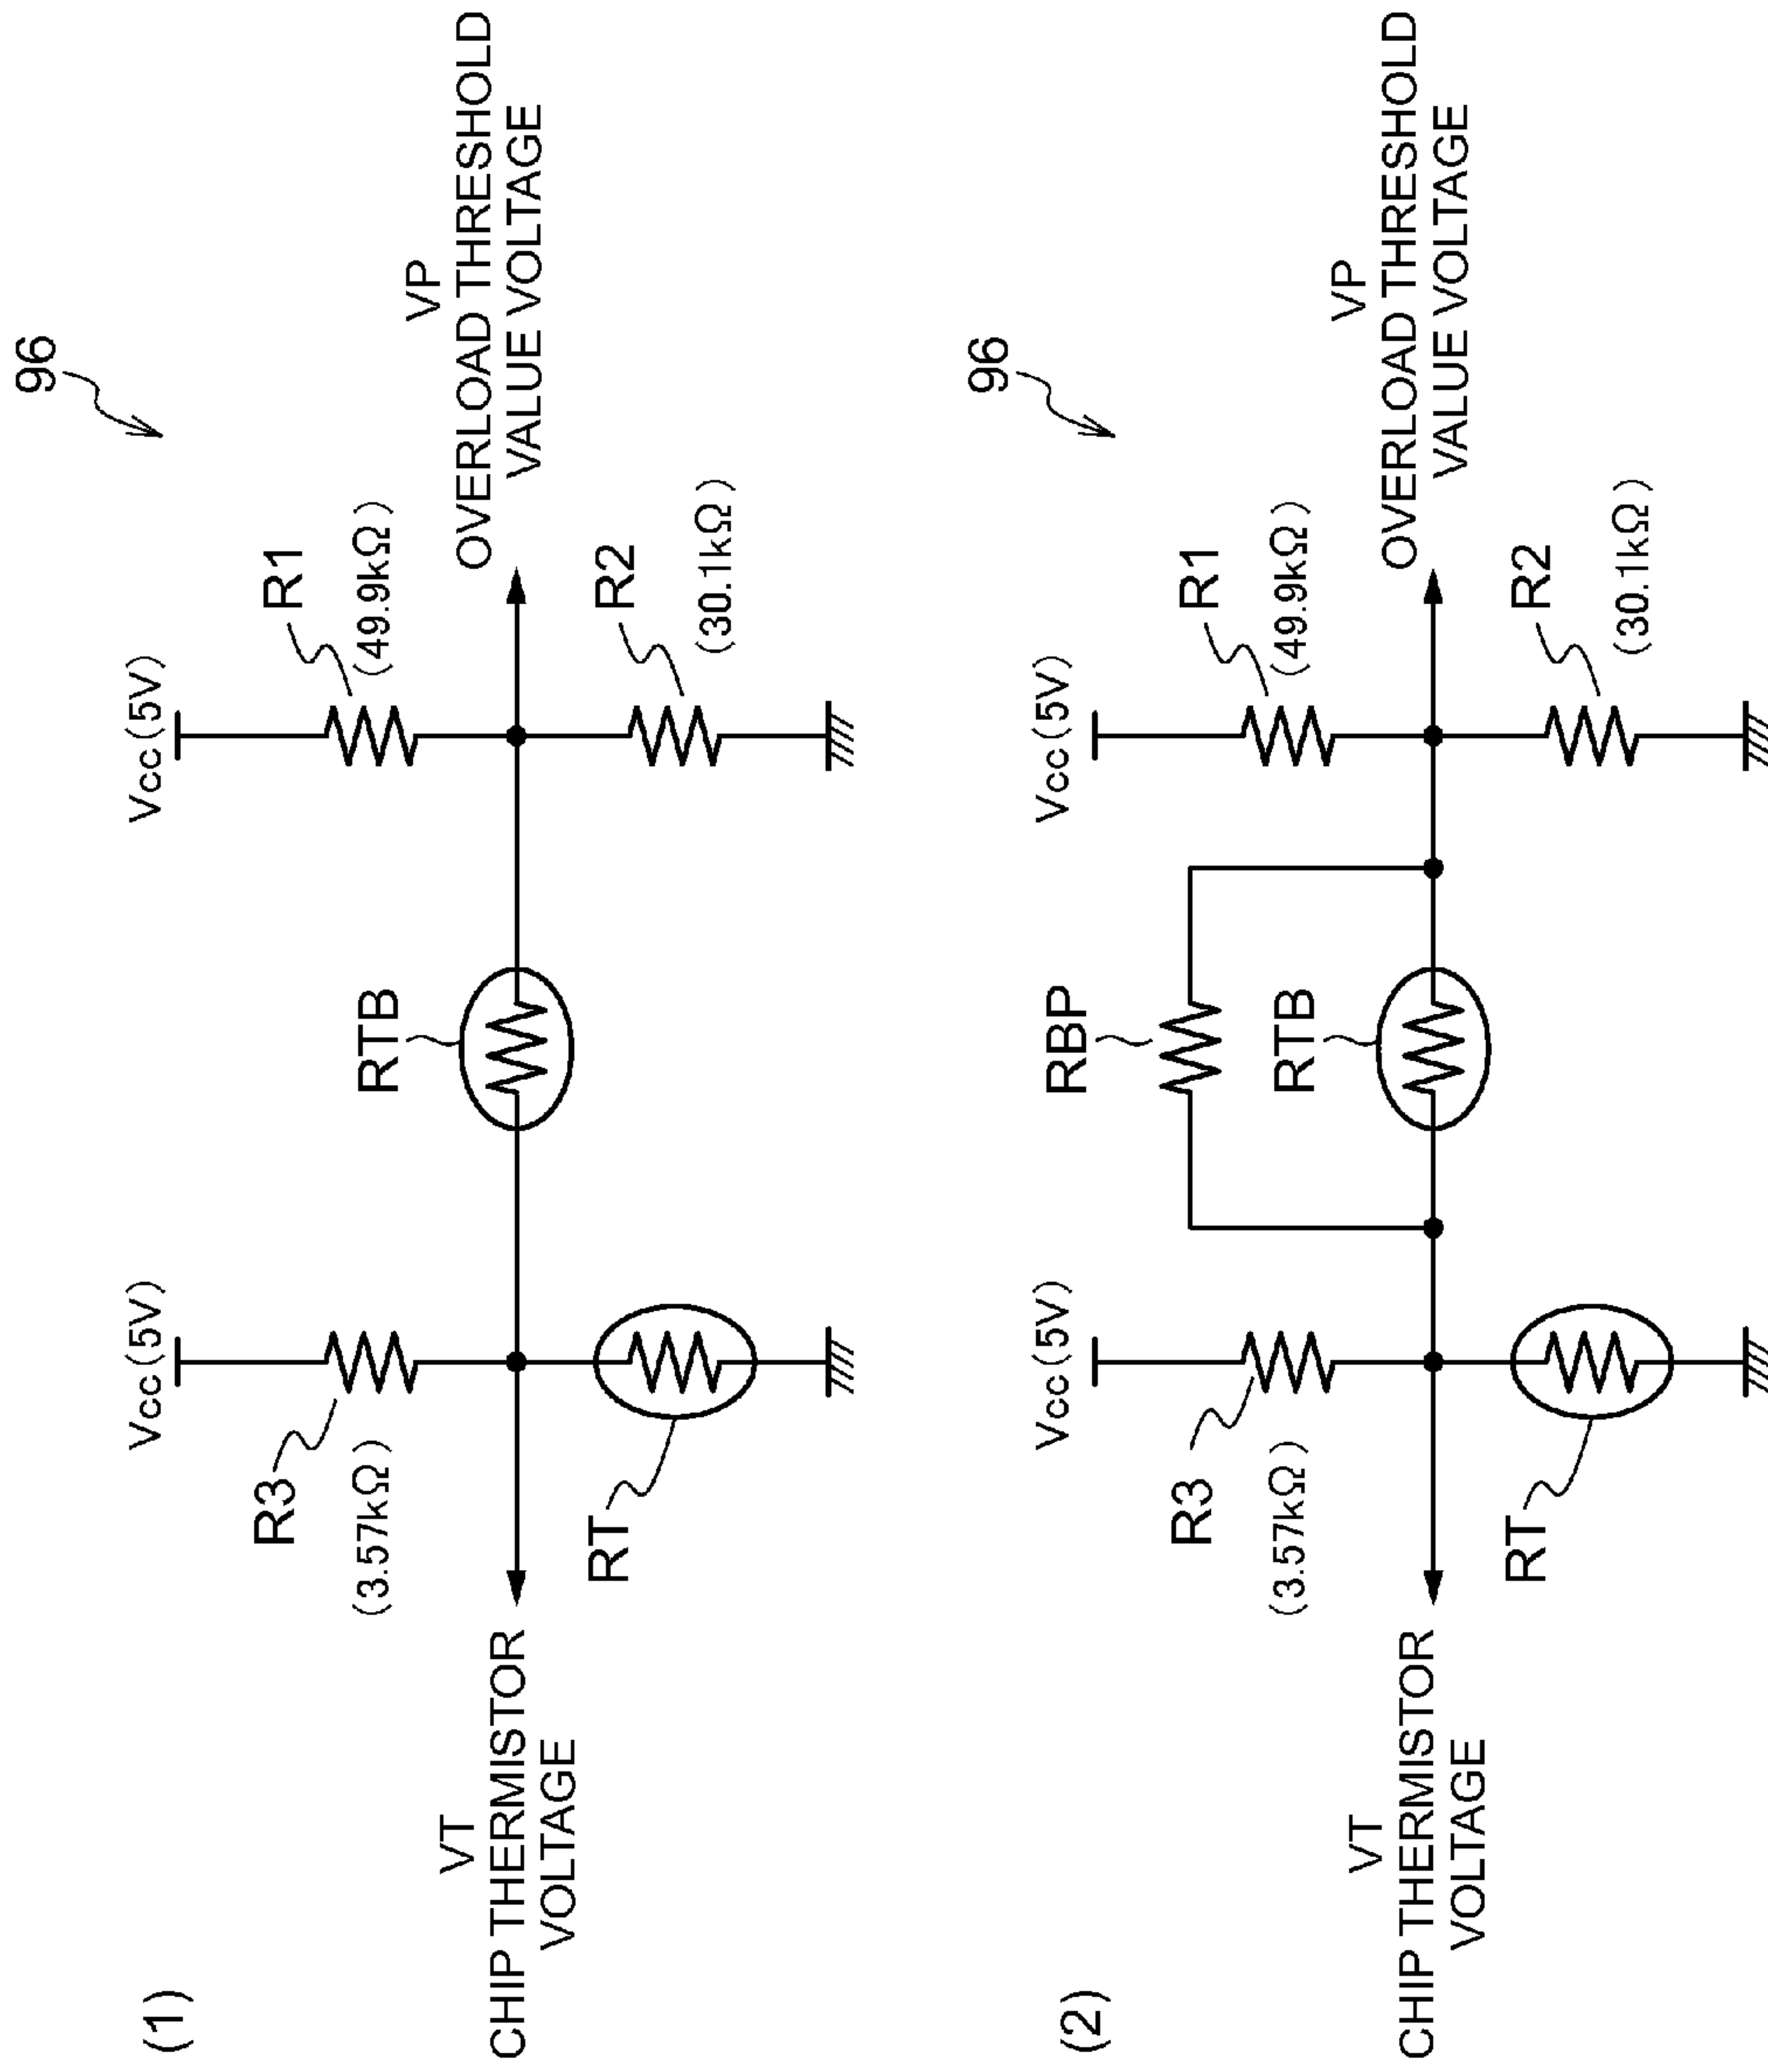 (1)
96
Vcc(5V)
Vcc(5V)
R3
(3.57kΩ)
RTB
R1
(49.9kΩ)
VT
CHIP THERMISTOR
VOLTAGE
VP
OVERLOAD THRESHOLD
VALUE VOLTAGE
RT
R2
(30.1kΩ)
(2)
96
Vcc(5V)
Vcc(5V)
RBP
R3
(3.57kΩ)
RTB
R1
(49.9kΩ)
VT
CHIP THERMISTOR
VOLTAGE
VP
OVERLOAD THRESHOLD
VALUE VOLTAGE
RT
R2
(30.1kΩ)